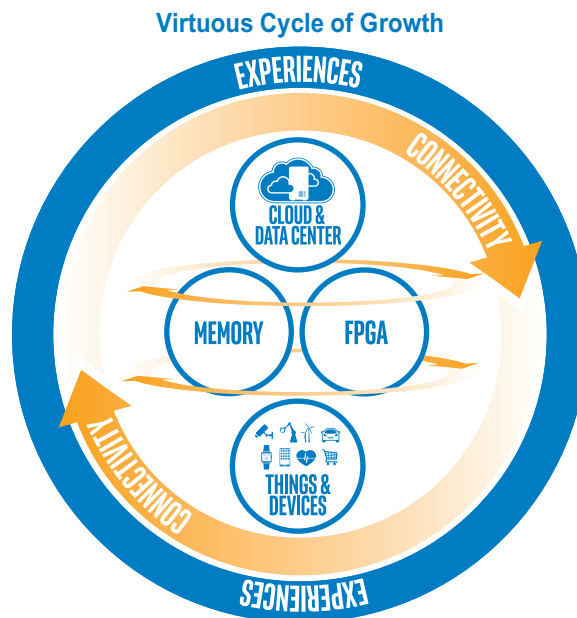 Virtuous Cycle of Growth
EXPERIENCES
CONNECTIVITY
CLOUD &
DATA CENTER
MEMORY
FPGA
THINGS &
DEVICES
CONNECTIVITY
EXPERIENCES